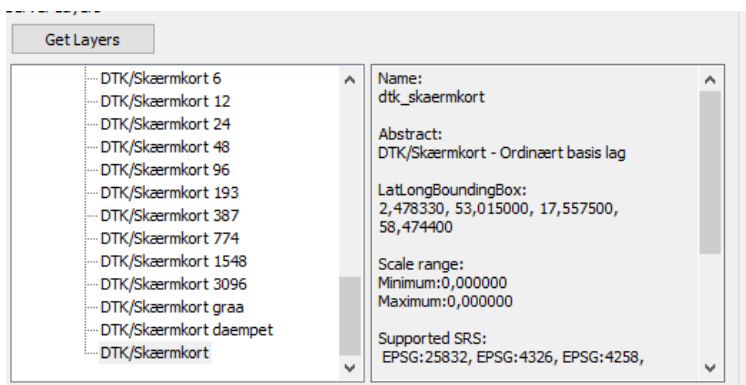 Get Layers
DTK/Skærmkort 6
DTK/Skærmkort 12
DTK/Skærmkort 24
DTK/Skærmkort 48
DTK/Skærmkort 96
DTK/Skærmkort 193
DTK/Skærmkort 387
DTK/Skærmkort 774
DTK/Skærmkort 1548
DTK/Skærmkort 3096
DTK/Skærmkort graa
DTK/Skærmkort daempet
DTK/Skærmkort
Name:
dtk_skaermkort
Abstract:
DTK/Skærmkort - Ordinært basis lag
LatLongBoundingBox:
2,478330, 53,015000, 17,557500,
58,474400
Scale range:
Minimum:0,000000
Maximum:0,000000
Supported SRS:
EPSG:25832, EPSG:4326, EPSG:4258,